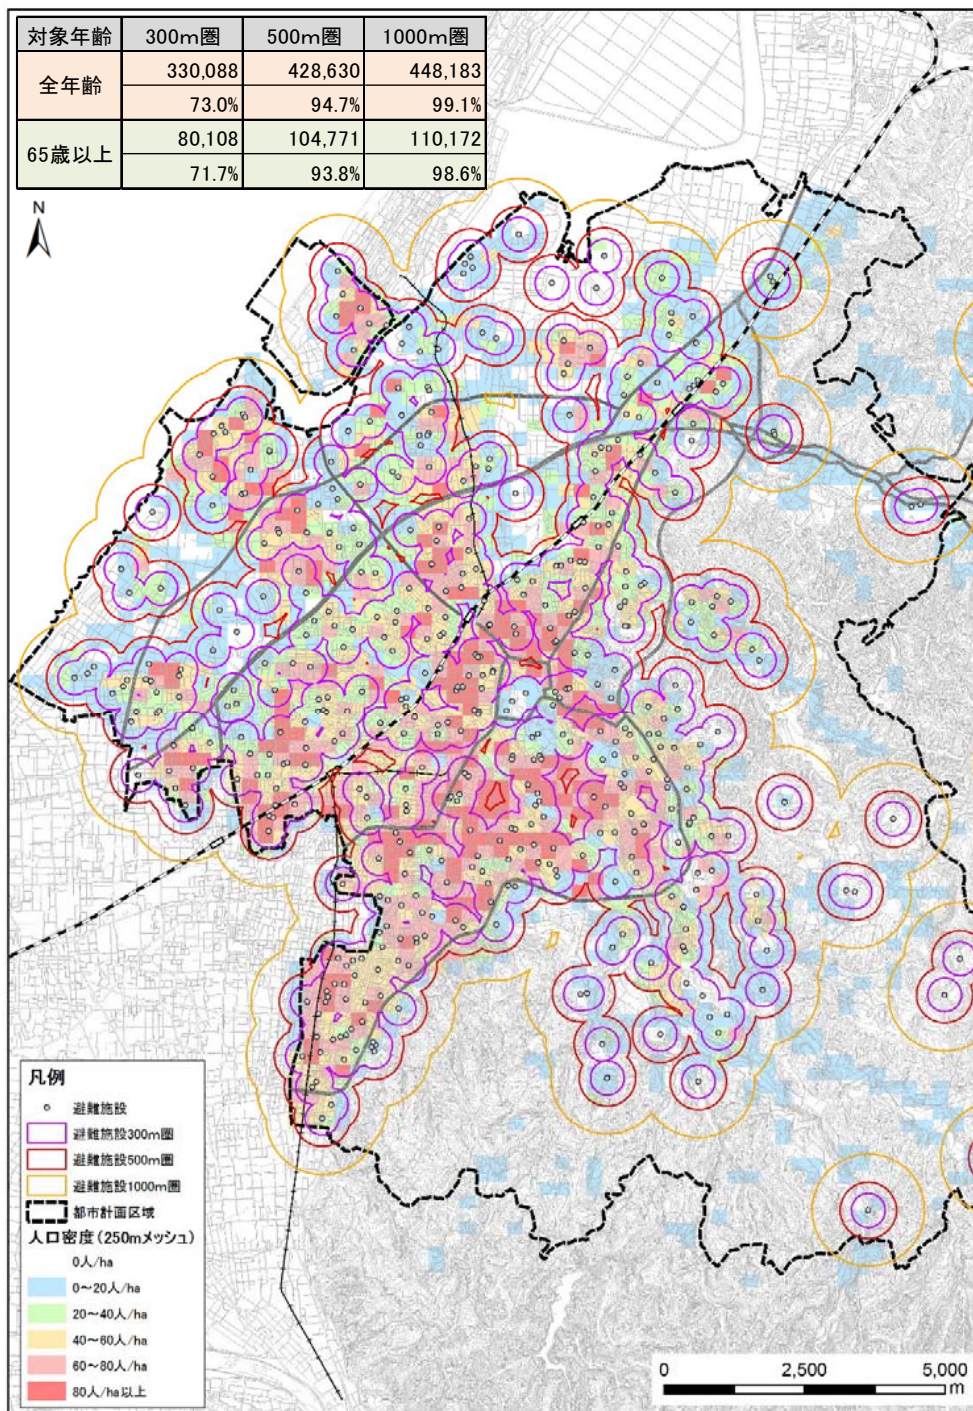 対象年齢 300m圏 500m圏 1000m圏
全年齢 330,088 428,630 448,183
73.0% 94.7% 99.1%
65歳以上 80,108 104,771 110,172
71.7% 93.8% 98.6%
N
凡例
避難施設
避難施設300m圏
避難施設500m圏
避難施設1000m圏
都市計画区域
人口密度(250mメッシュ)
0人/ha
0～20人/ha
20～40人/ha
40～60人/ha
60～80人/ha
80人/ha以上
0 2,500 5,000
m